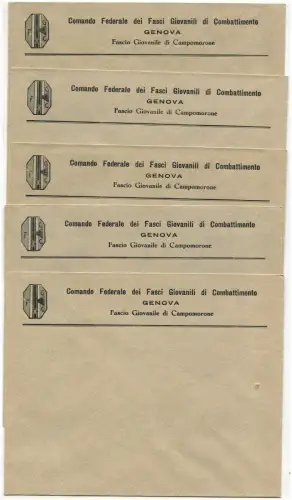 Comando Federale dei Fasci Giovanili di Combattimento
GENOVA
Fascio Giovanile di Campomorone
Comando Federale dei Fasci Giovanili di Combattimento
GENOVA
Fascio Giovanile di Campomorone
Comando Federale dei Fasci Giovanili di Combattimento
GENOVA
Fascio Giovanile di Campomorone
Comando Federale dei Fasci Giovanili di Combattimento
GENOVA
Fascio Giovanile di Campomorone
Comando Federale dei Fasci Giovanili di Combattimento
GENOVA
Fascio Giovanile di Campomorone